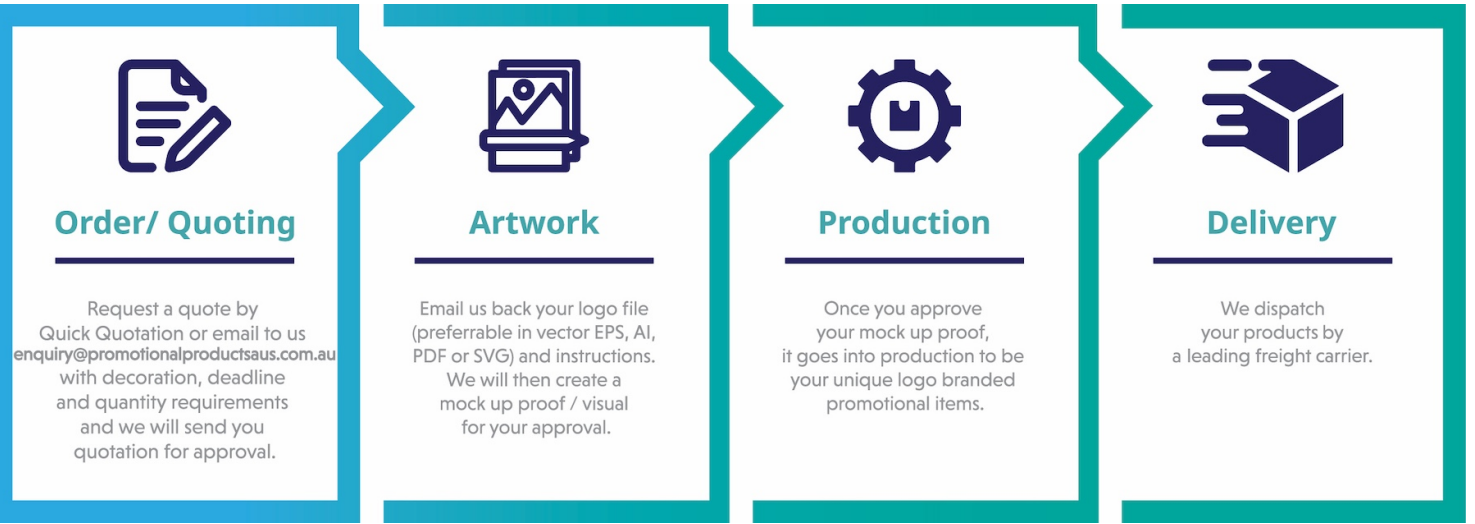 Order/ Quoting
Request a quote by
Quick Quotation or email to us
enquiry@promotionalproductsaus.com.au
with decoration, deadline
and quantity requirements
and we will send you
quotation for approval.
Artwork
Email us back your logo file
(preferrable in vector EPS, AI,
PDF or SVG) and instructions.
We will then create a
mock up proof / visual
for your approval.
Production
Once you approve
your mock up proof,
it goes into production to be
your unique logo branded
promotional items.
Delivery
We dispatch
your products by
a leading freight carrier.